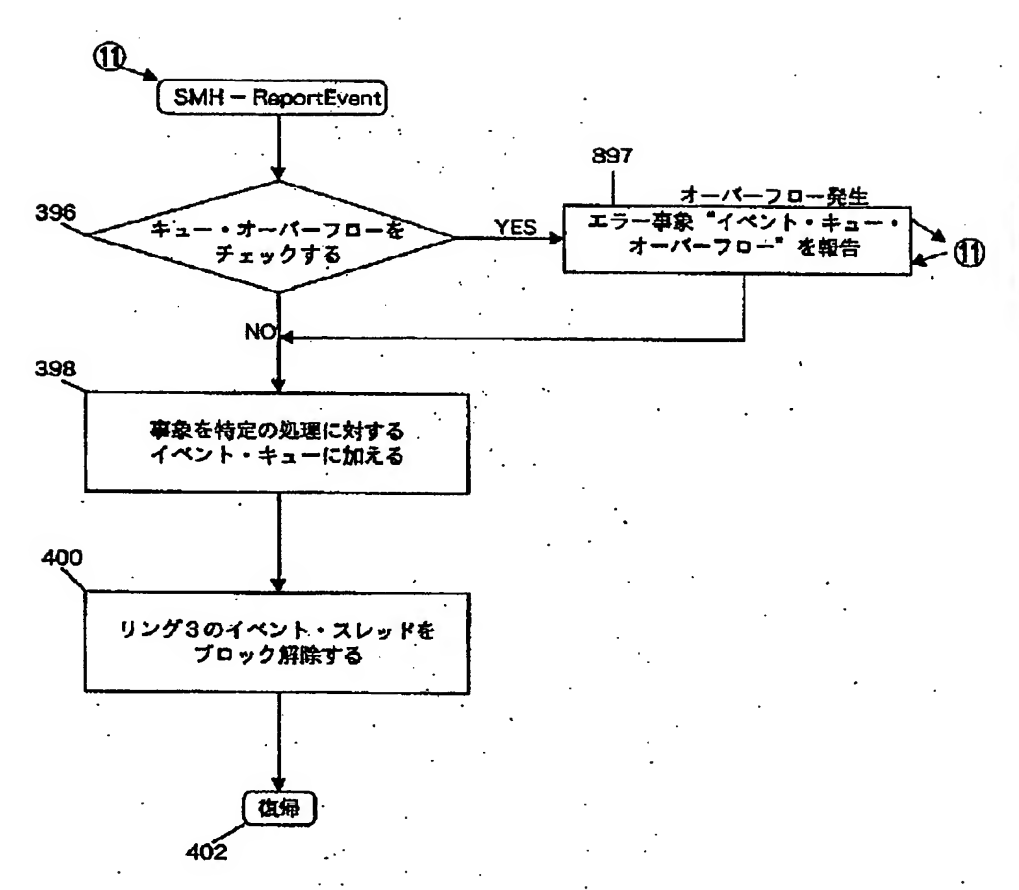 ⑪
SMH − ReportEvent
897
オーバーフロー発生
396
キュー・オーバーフローを
チェックする
YES
エラー事象“イベント・キュー・
オーバーフロー”を報告
⑪
NO
398
事象を特定の処理に対する
イベント・キューに加える
400
リング3のイベント・スレッドを
ブロック解除する
復帰
402